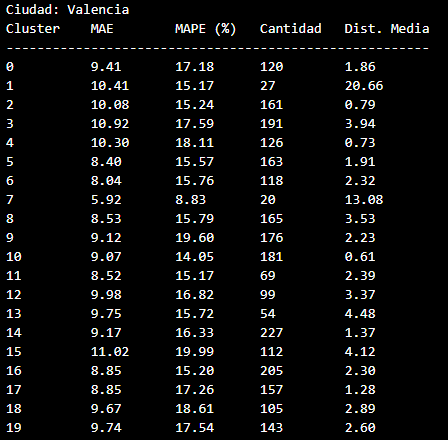 Ciudad: Valencia
Cluster MAE MAPE (%) Cantidad Dist. Media
------------------------------------------------------------
0 9.41 17.18 120 1.86
1 10.41 15.17 27 20.66
2 10.08 15.24 161 0.79
3 10.92 17.59 191 3.94
4 10.30 18.11 126 0.73
5 8.40 15.57 163 1.91
6 8.04 15.76 118 2.32
7 5.92 8.83 20 13.08
8 8.53 15.79 165 3.53
9 9.12 19.60 176 2.23
10 9.07 14.05 181 0.61
11 8.52 15.17 69 2.39
12 9.98 16.82 99 3.37
13 9.75 15.72 54 4.48
14 9.17 16.33 227 1.37
15 11.02 19.99 112 4.12
16 8.85 15.20 205 2.30
17 8.85 17.26 157 1.28
18 9.67 18.61 105 2.89
19 9.74 17.54 143 2.60